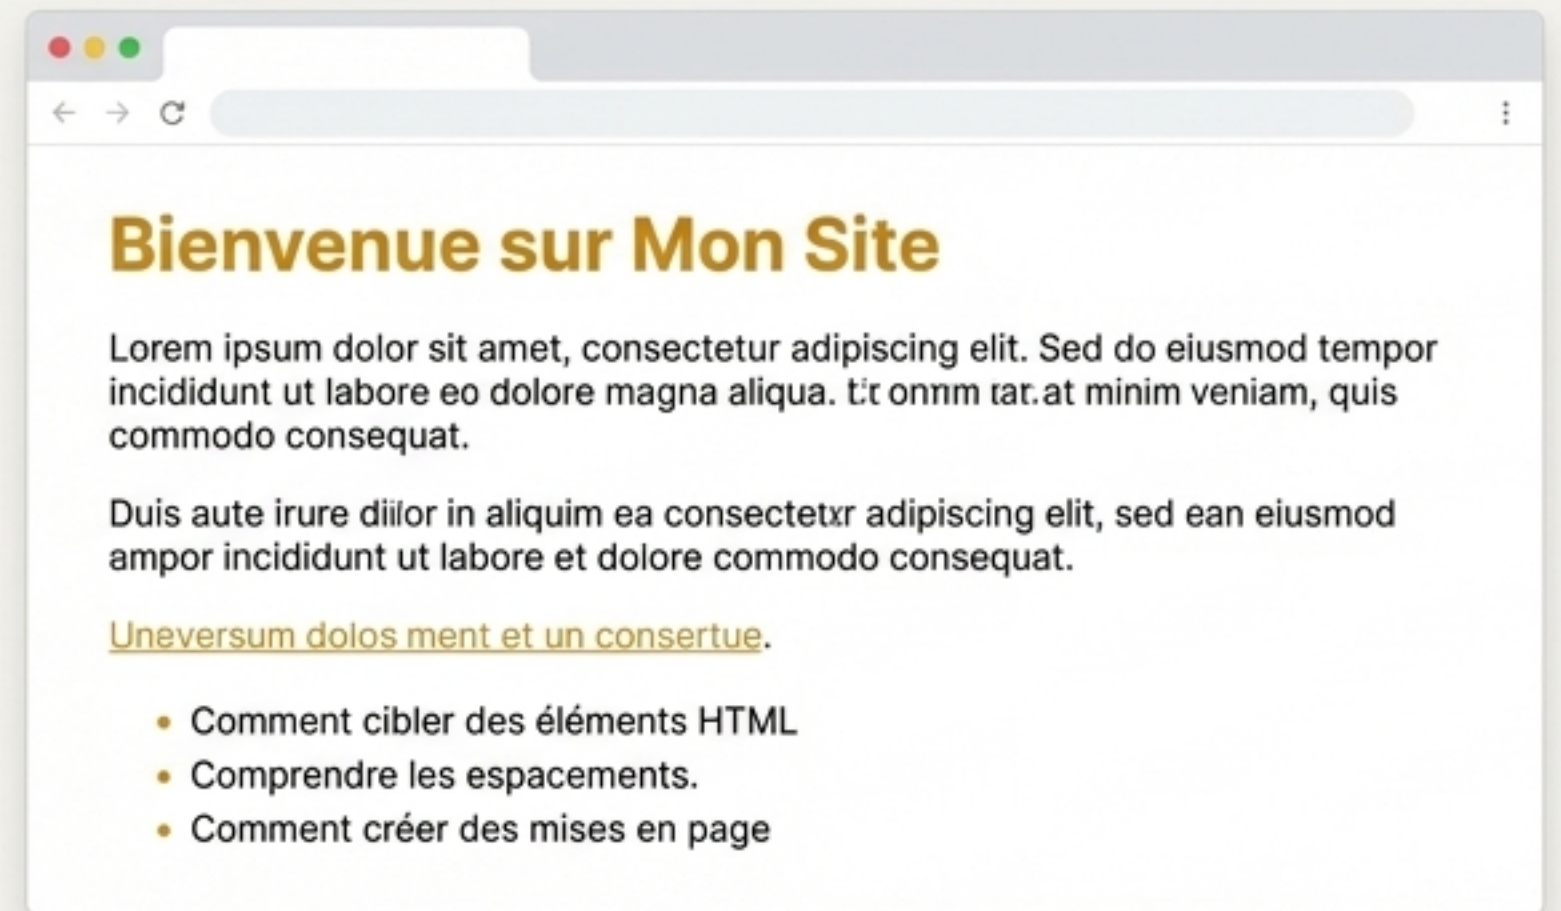 Bienvenue sur Mon Site
Lorem ipsum dolor sit amet, consectetur adipiscing elit. Sed do eiusmod tempor
incididunt ut labore eo dolore magna aliqua. at minim veniam, quis
commodo consequat.
Duis aute irure in aliquim ea adipiscing elit, sed ean eiusmod
ampor incididunt ut labore et dolore commodo consequat.
Uneversum dolos ment et un consertue.
• Comment cibler des éléments HTML
• Comprendre les espacements.
• Comment créer des mises en page